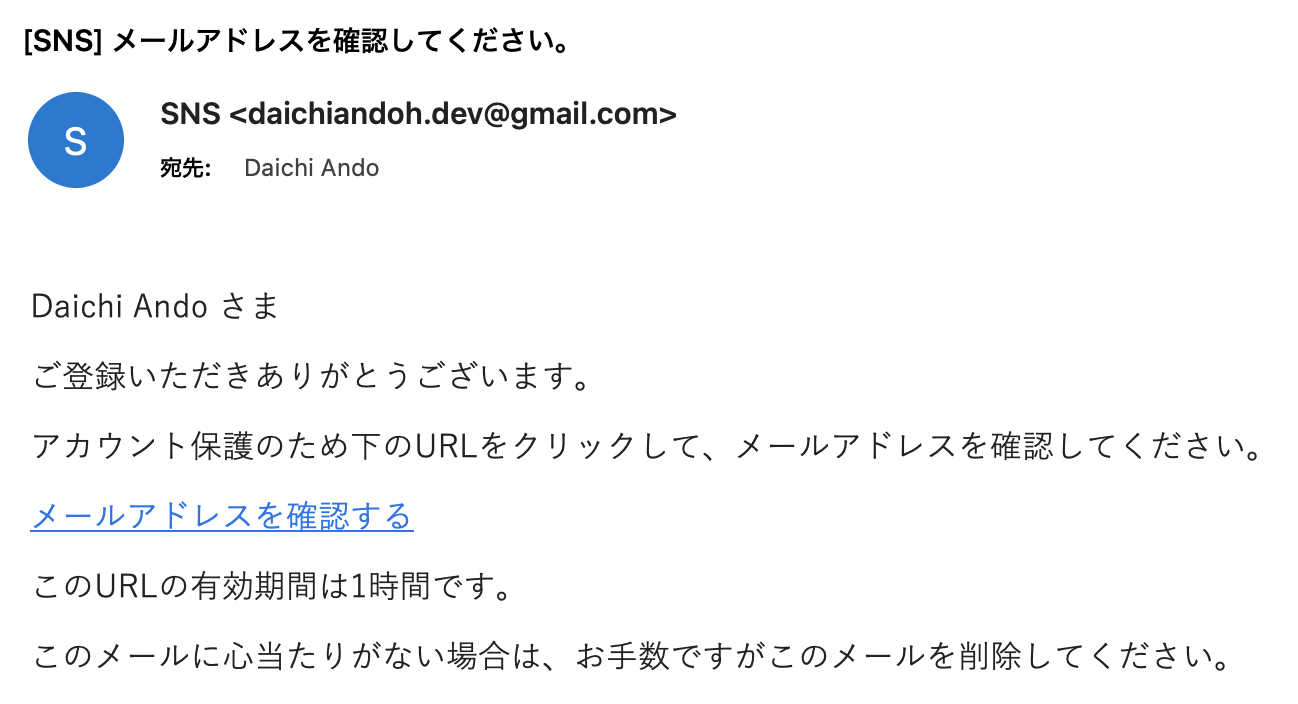 [SNS] メールアドレスを確認してください。
S
SNS <daichiandoh.dev@gmail.com>
宛先: Daichi Ando
Daichi Ando さま
ご登録いただきありがとうございます。
アカウント保護のため下のURLをクリックして、メールアドレスを確認してください。
メールアドレスを確認する
このURLの有効期間は1時間です。
このメールに心当たりがない場合は、お手数ですがこのメールを削除してください。